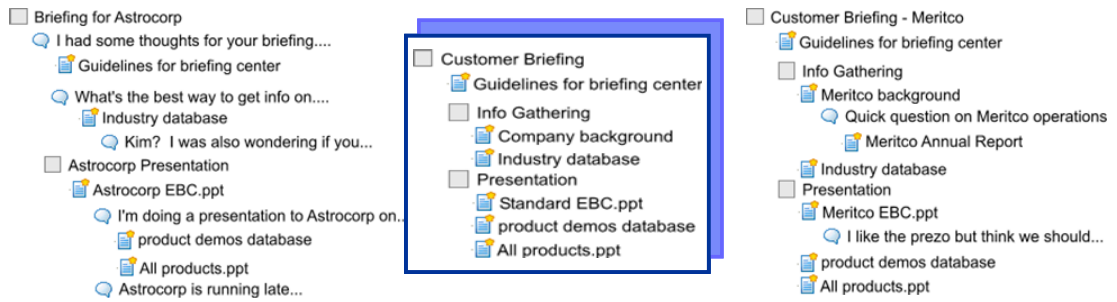 Briefing for Astrocorp
I had some thoughts for your briefing....
Guidelines for briefing center
What's the best way to get info on....
Industry database
Kim? I was also wondering if you...
Astrocorp Presentation
Astrocorp EBC.ppt
I'm doing a presentation to Astrocorp on..
product demos database
All products.ppt
Astrocorp is running late...
Customer Briefing
Guidelines for briefing center
Info Gathering
Company background
Industry database
Presentation
Standard EBC.ppt
product demos database
All products.ppt
Customer Briefing - Meritco
Guidelines for briefing center
Info Gathering
Meritco background
Quick question on Meritco operations
Meritco Annual Report
Industry database
Presentation
Meritco EBC.ppt
I like the prezo but think we should...
product demos database
All products.ppt